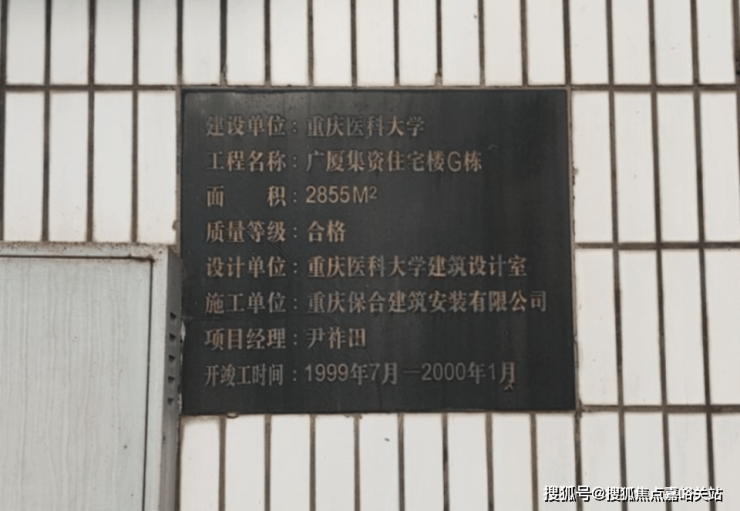 建设单位：重庆医科大学
工程名称：广厦集资住宅楼G栋
面　　积：2855M²
质量等级：合格
设计单位：重庆医科大学建筑设计室
施工单位：重庆保合建筑安装有限公司
项目经理：尹祚田
开竣工时间：1999年7月—2000年1月
搜狐号@搜狐焦点嘉峪关站